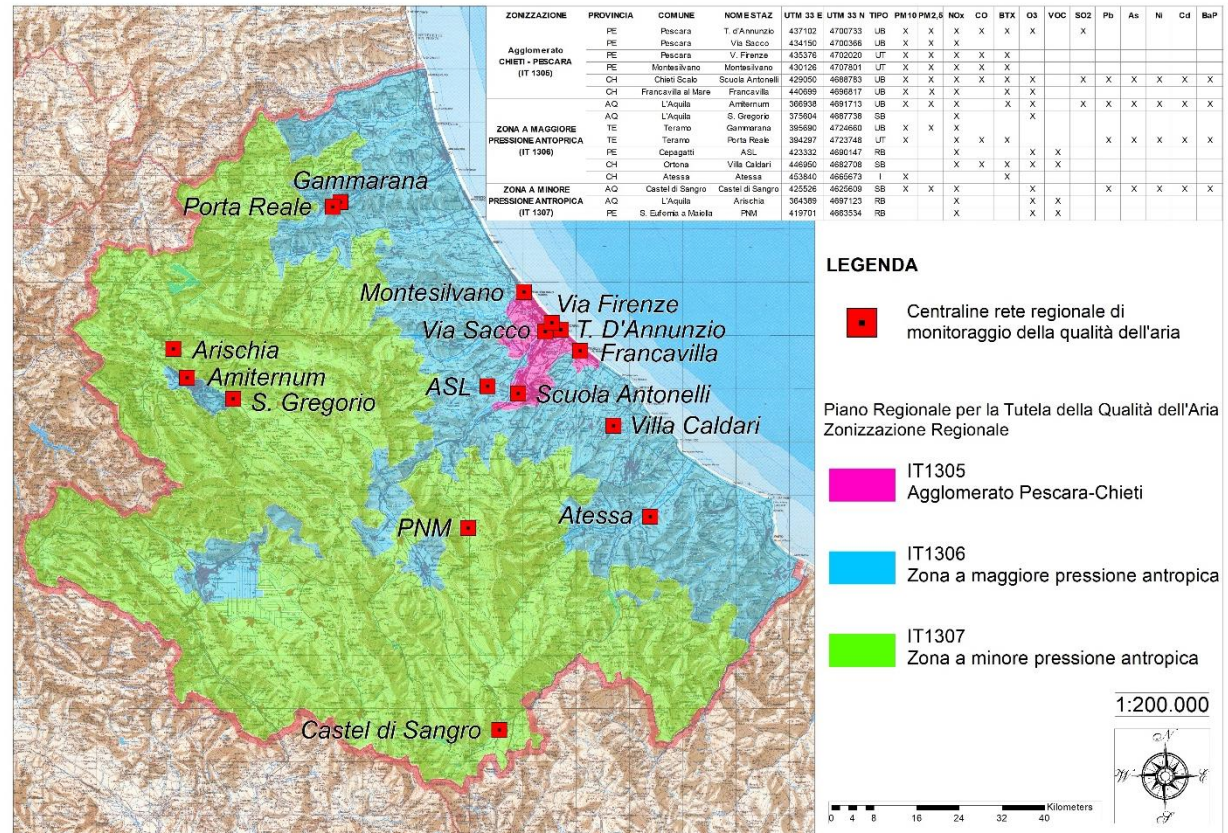 ZONIZZAZIONE PROVINCIA COMUNE NOME STAZ UTM 33 E UTM 33 N TIPO PM10 PM2,5 NOx CO BTX O3 VOC SO2 Pb As Ni Cd BaP
Agglomerato CHIETI - PESCARA (IT 1305)
PE Pescara T. d'Annunzio 437102 4700733 UB X X X X X X X
PE Pescara Via Sacco 434150 4700366 UB X X X
PE Pescara V. Firenze 435376 4702020 UT X X X X X
PE Montesilvano Montesilvano 430126 4707801 UT X X X X X
CH Chieti Scalo Scuola Antonelli 429050 4688783 UB X X X X X X X X X X X X
CH Francavilla al Mare Francavilla 440699 4696817 UB X X X X X
ZONA A MAGGIORE PRESSIONE ANTOPRICA (IT 1306)
AQ L'Aquila Amiternum 366938 4691713 UB X X X X X X X X X X X
AQ L'Aquila S. Gregorio 375604 4687738 SB X X
TE Teramo Gammarana 395690 4724660 UB X X X
TE Teramo Porta Reale 394297 4723748 UT X X X X X X X X X
PE Cepagatti ASL 423332 4690147 RB X X
CH Ortona Villa Caldari 446950 4682708 SB X X X X X
CH Atessa Atessa 453840 4665673 I X X
ZONA A MINORE PRESSIONE ANTROPICA (IT 1307)
AQ Castel di Sangro Castel di Sangro 425526 4625609 SB X X X X X X X X X
AQ L'Aquila Arischia 364389 4697123 RB X X X
PE S. Eufemia a Maiella PNM 419701 4683534 RB X X X
Gammarana
Porta Reale
Montesilvano
Via Firenze
Via Sacco
T. D'Annunzio
Francavilla
Arischia
Amiternum
S. Gregorio
ASL
Scuola Antonelli
Villa Caldari
PNM
Atessa
Castel di Sangro
LEGENDA
Centraline rete regionale di
monitoraggio della qualità dell'aria
Piano Regionale per la Tutela della Qualità dell'Aria
Zonizzazione Regionale
IT1305
Agglomerato Pescara-Chieti
IT1306
Zona a maggiore pressione antropica
IT1307
Zona a minore pressione antropica
1:200.000
N
W E
S
Kilometers
0 4 8 16 24 32 40